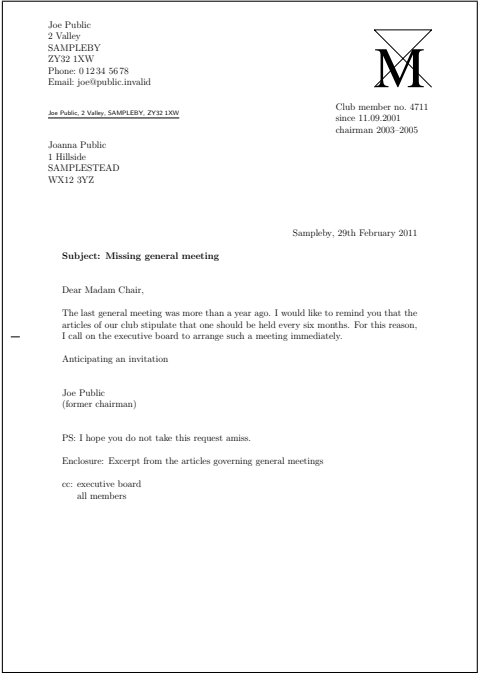 Joe Public
2 Valley
SAMPLEBY
ZY32 1XW
Phone: 0 12 34 56 78
Email: joe@public.invalid
M
Joe Public, 2 Valley, SAMPLEBY, ZY32 1XW
Club member no. 4711
since 11.09.2001
chairman 2003–2005
Joanna Public
1 Hillside
SAMPLESTEAD
WX12 3YZ
Sampleby, 29th February 2011
Subject: Missing general meeting
Dear Madam Chair,
The last general meeting was more than a year ago. I would like to remind you that the
articles of our club stipulate that one should be held every six months. For this reason,
I call on the executive board to arrange such a meeting immediately.
Anticipating an invitation
Joe Public
(former chairman)
PS: I hope you do not take this request amiss.
Enclosure: Excerpt from the articles governing general meetings
cc: executive board
all members